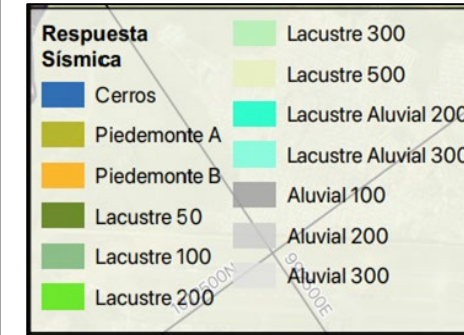 Respuesta
Sísmica
Cerros
Piedemonte A
Piedemonte B
Lacustre 50
Lacustre 100
Lacustre 200
Lacustre 300
Lacustre 500
Lacustre Aluvial 200
Lacustre Aluvial 300
Aluvial 100
Aluvial 200
Aluvial 300